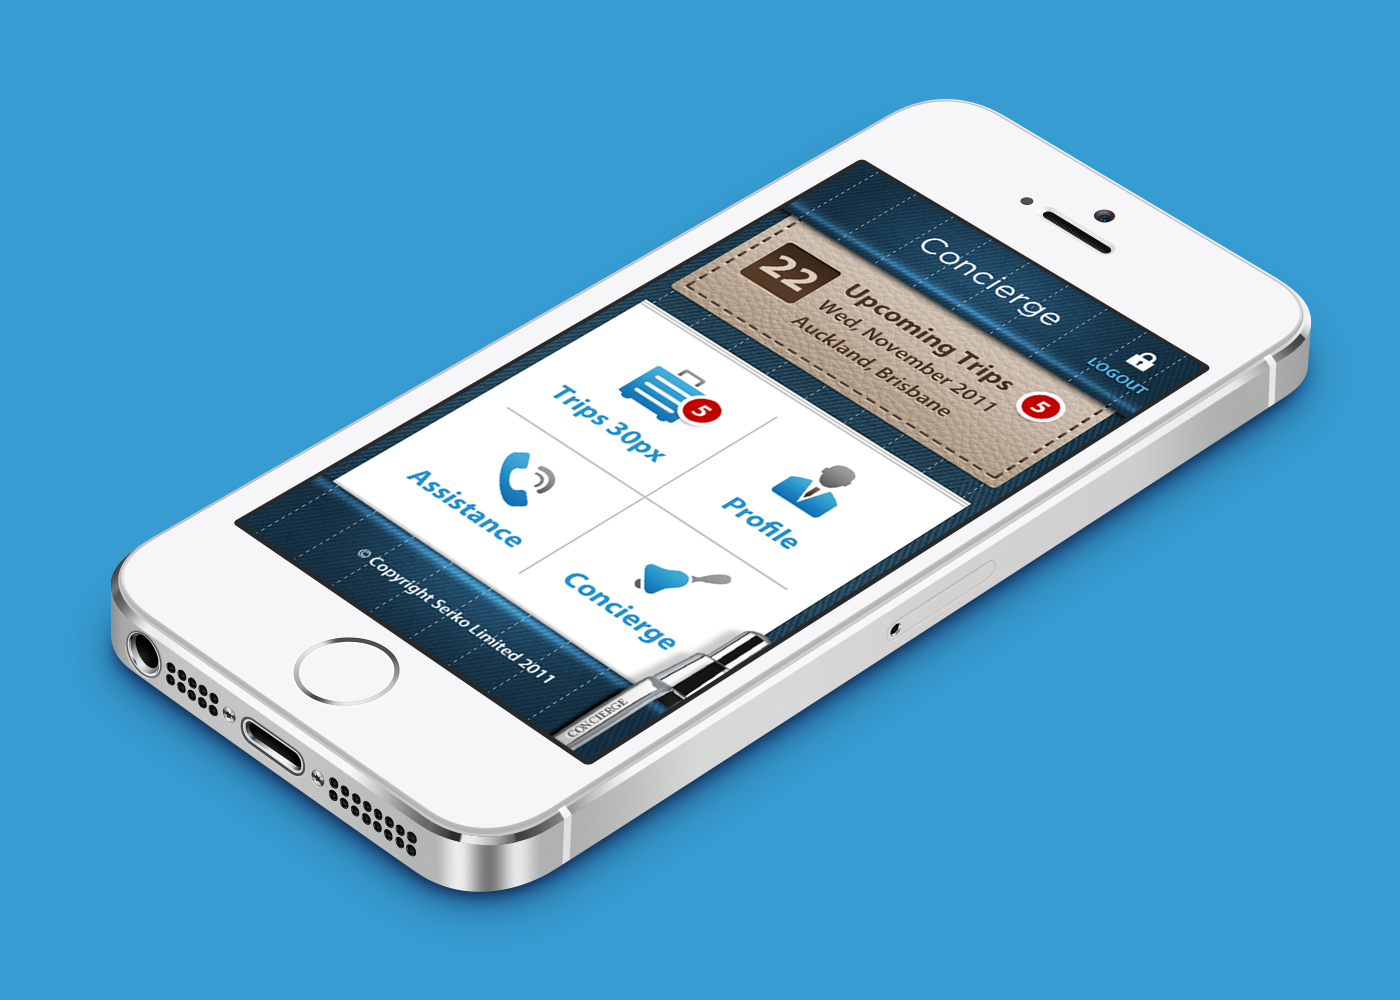 Concierge
LOGOUT
22
Upcoming Trips
Wed, November 2011
Auckland, Brisbane
5
5
Trips 30px
Profile
Assistance
Concierge
© Copyright Serko Limited 2011
CONCIERGE